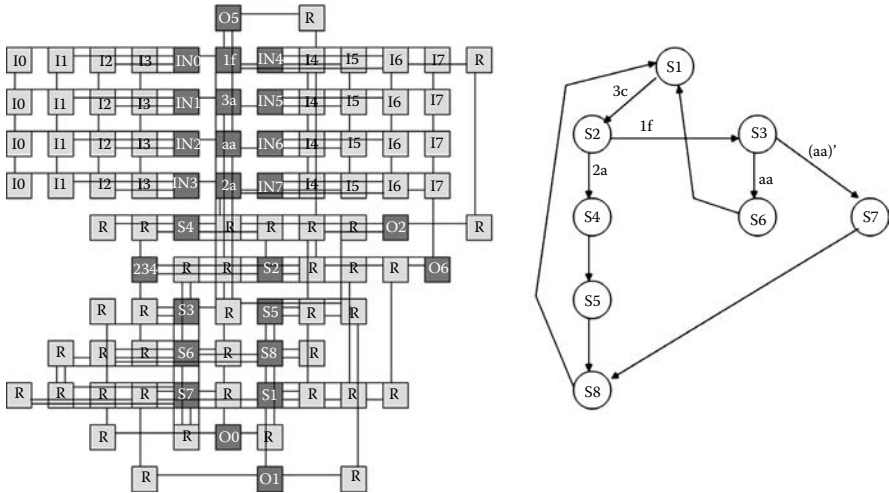 O5 R
I0 I1 I2 I3 IN0 1f IN4 I4 I5 I6 I7 R
I0 I1 I2 I3 IN1 3a IN5 I4 I5 I6 I7
I0 I1 I2 I3 IN2 aa IN6 I4 I5 I6 I7
I0 I1 I2 I3 IN3 2a IN7 I4 I5 I6 I7
R R S4 R R R R O2 R
234 R R S2 R R R O6
R R S3 R S5 R R
R R R S6 R S8 R
R R R R S7 R S1 R R R
R R O0 R
R O1 R
S1
3c
S2 1f S3 (aa)'
2a aa
S4 S6 S7
S5
S8